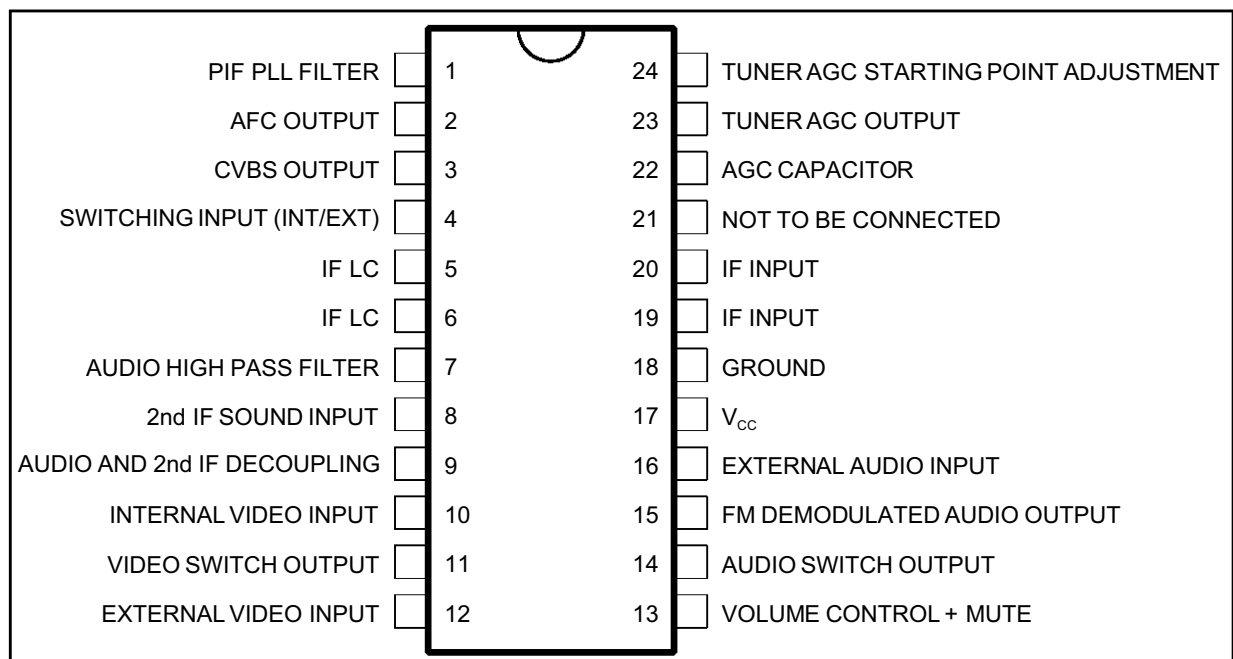 PIF PLL FILTER 1 24 TUNER AGC STARTING POINT ADJUSTMENT
AFC OUTPUT 2 23 TUNER AGC OUTPUT
CVBS OUTPUT 3 22 AGC CAPACITOR
SWITCHING INPUT (INT/EXT) 4 21 NOT TO BE CONNECTED
IF LC 5 20 IF INPUT
IF LC 6 19 IF INPUT
AUDIO HIGH PASS FILTER 7 18 GROUND
2nd IF SOUND INPUT 8 17 VCC
AUDIO AND 2nd IF DECOUPLING 9 16 EXTERNAL AUDIO INPUT
INTERNAL VIDEO INPUT 10 15 FM DEMODULATED AUDIO OUTPUT
VIDEO SWITCH OUTPUT 11 14 AUDIO SWITCH OUTPUT
EXTERNAL VIDEO INPUT 12 13 VOLUME CONTROL + MUTE